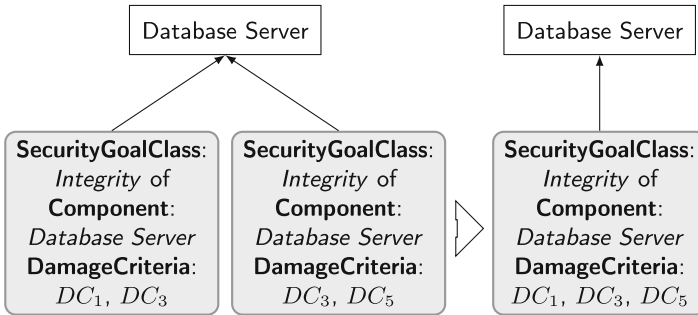 Database Server
Database Server
SecurityGoalClass:
Integrity of
Component:
Database Server
DamageCriteria:
DC₁, DC₃
SecurityGoalClass:
Integrity of
Component:
Database Server
DamageCriteria:
DC₃, DC₅
SecurityGoalClass:
Integrity of
Component:
Database Server
DamageCriteria:
DC₁, DC₃, DC₅